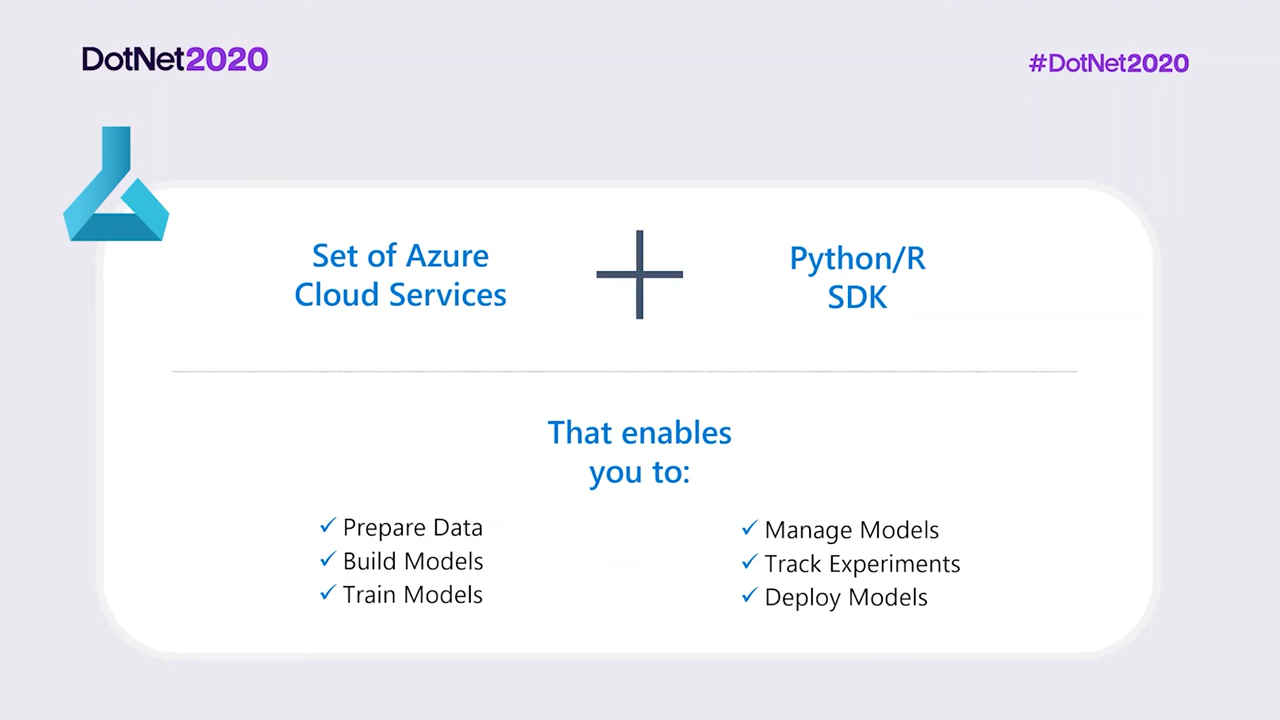 DotNet2020
#DotNet2020
Set of Azure
Cloud Services
Python/R
SDK
That enables
you to:
✓ Prepare Data
✓ Build Models
✓ Train Models
✓ Manage Models
✓ Track Experiments
✓ Deploy Models